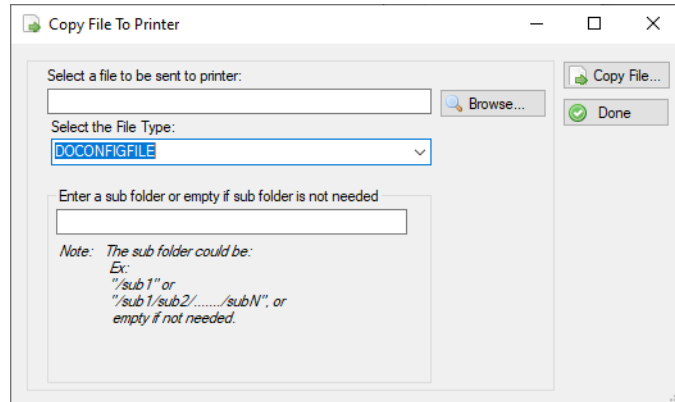 Copy File To Printer
Select a file to be sent to printer:
Copy File...
Browse...
Done
Select the File Type:
DOCONFIGFILE
Enter a sub folder or empty if sub folder is not needed
Note: The sub folder could be:
Ex:
"/sub1" or
"/sub1/sub2/......./subN", or
empty if not needed.